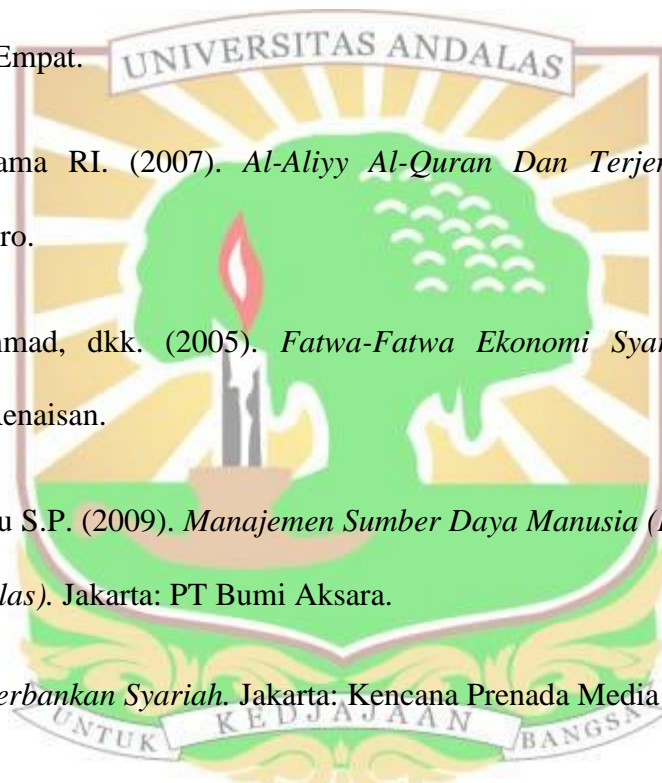 Empat.
UNIVERSITAS ANDALAS
ama RI. (2007). Al-Aliyy Al-Quran Dan Terjem
ro.
mad, dkk. (2005). Fatwa-Fatwa Ekonomi Syar
Renaisan.
u S.P. (2009). Manajemen Sumber Daya Manusia (
las). Jakarta: PT Bumi Aksara.
erbankan Syariah. Jakarta: Kencana Prenada Media
UNTUK KEDJAJAAN BANGSA